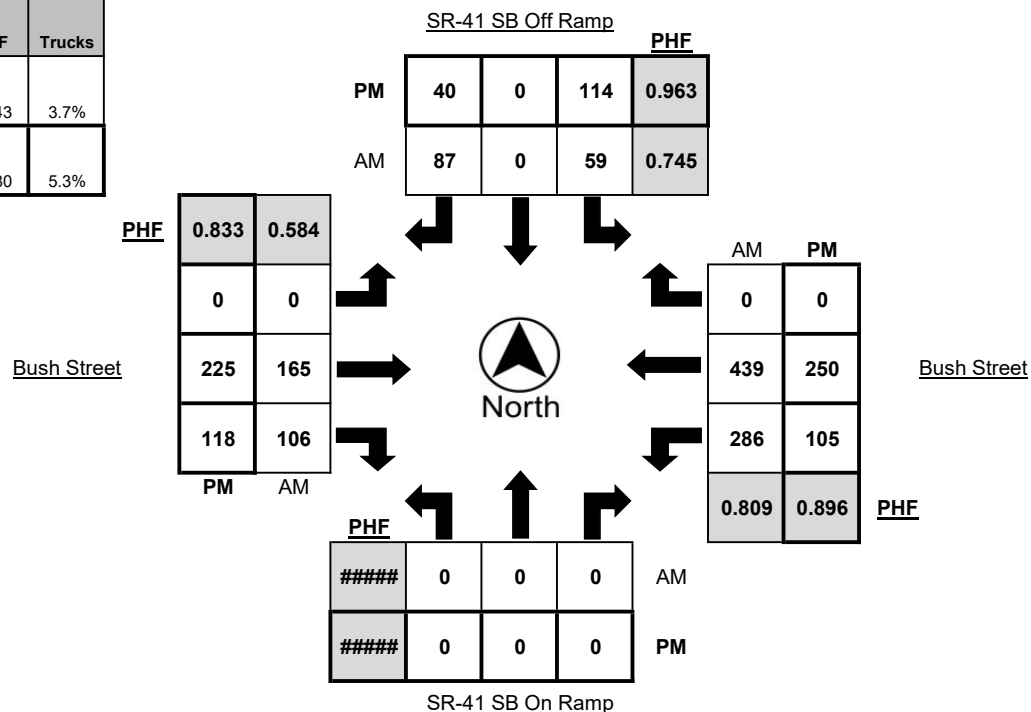 SR-41 SB Off Ramp
PHF
PM 40 0 114 0.963
AM 87 0 59 0.745
F Trucks
43 3.7%
30 5.3%
PHF 0.833 0.584
0 0
Bush Street 225 165
118 106
PM AM
North
AM PM
0 0
439 250 Bush Street
286 105
0.809 0.896 PHF
PHF
##### 0 0 0 AM
##### 0 0 0 PM
SR-41 SB On Ramp